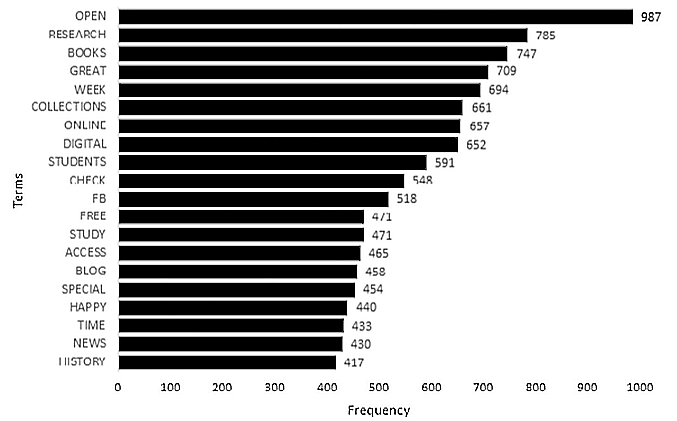 OPEN 987
RESEARCH 785
BOOKS 747
GREAT 709
WEEK 694
COLLECTIONS 661
ONLINE 657
DIGITAL 652
STUDENTS 591
CHECK 548
FB 518
FREE 471
STUDY 471
ACCESS 465
BLOG 458
SPECIAL 454
HAPPY 440
TIME 433
NEWS 430
HISTORY 417
Terms
0 100 200 300 400 500 600 700 800 900 1000
Frequency